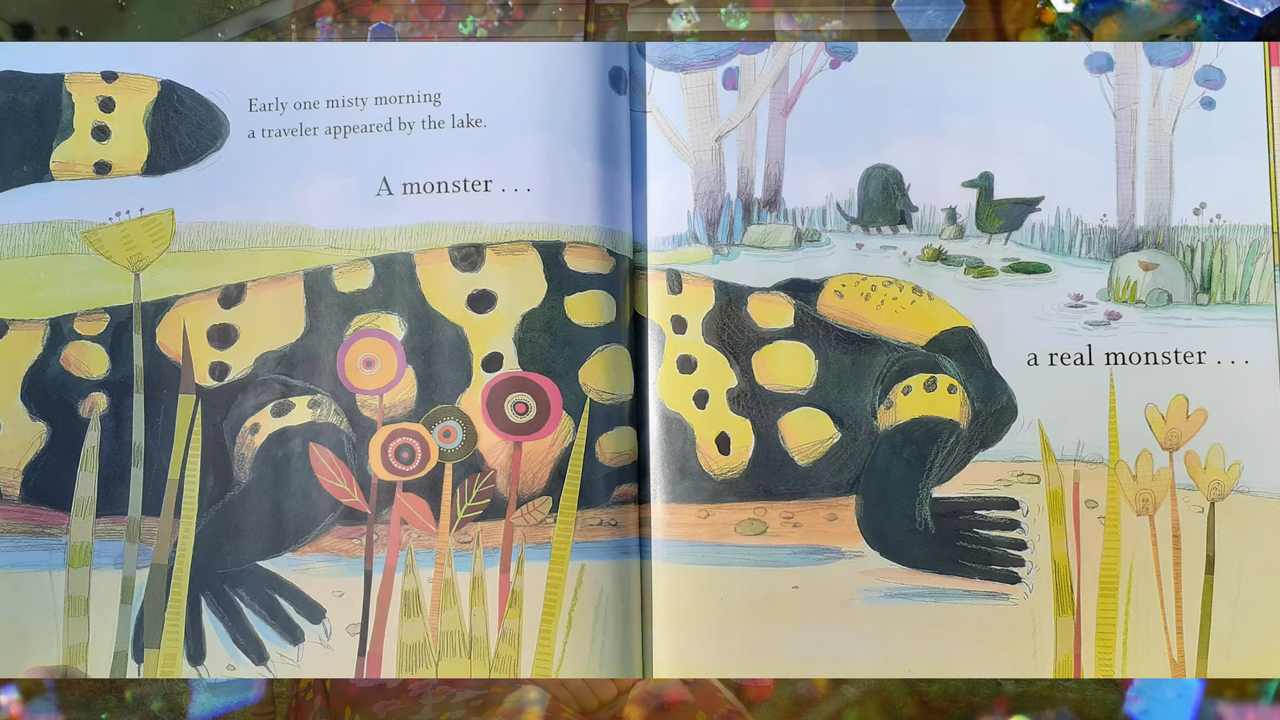 Early one misty morning
a traveler appeared by the lake.
A monster . . .
a real monster . . .